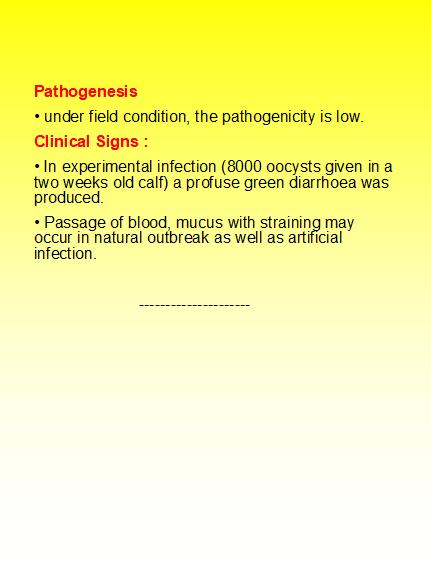 Pathogenesis
• under field condition, the pathogenicity is low.
Clinical Signs :
• In experimental infection (8000 oocysts given in a
two weeks old calf) a profuse green diarrhoea was
produced.
• Passage of blood, mucus with straining may
occur in natural outbreak as well as artificial
infection.
---------------------